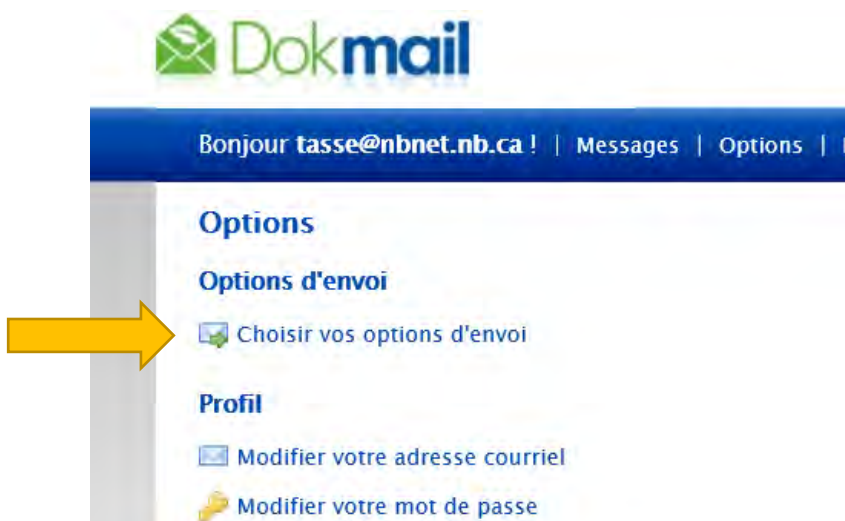 Dokmail
Bonjour tasse@nbnet.nb.ca ! | Messages | Options |
Options
Options d'envoi
Choisir vos options d'envoi
Profil
Modifier votre adresse courriel
Modifier votre mot de passe